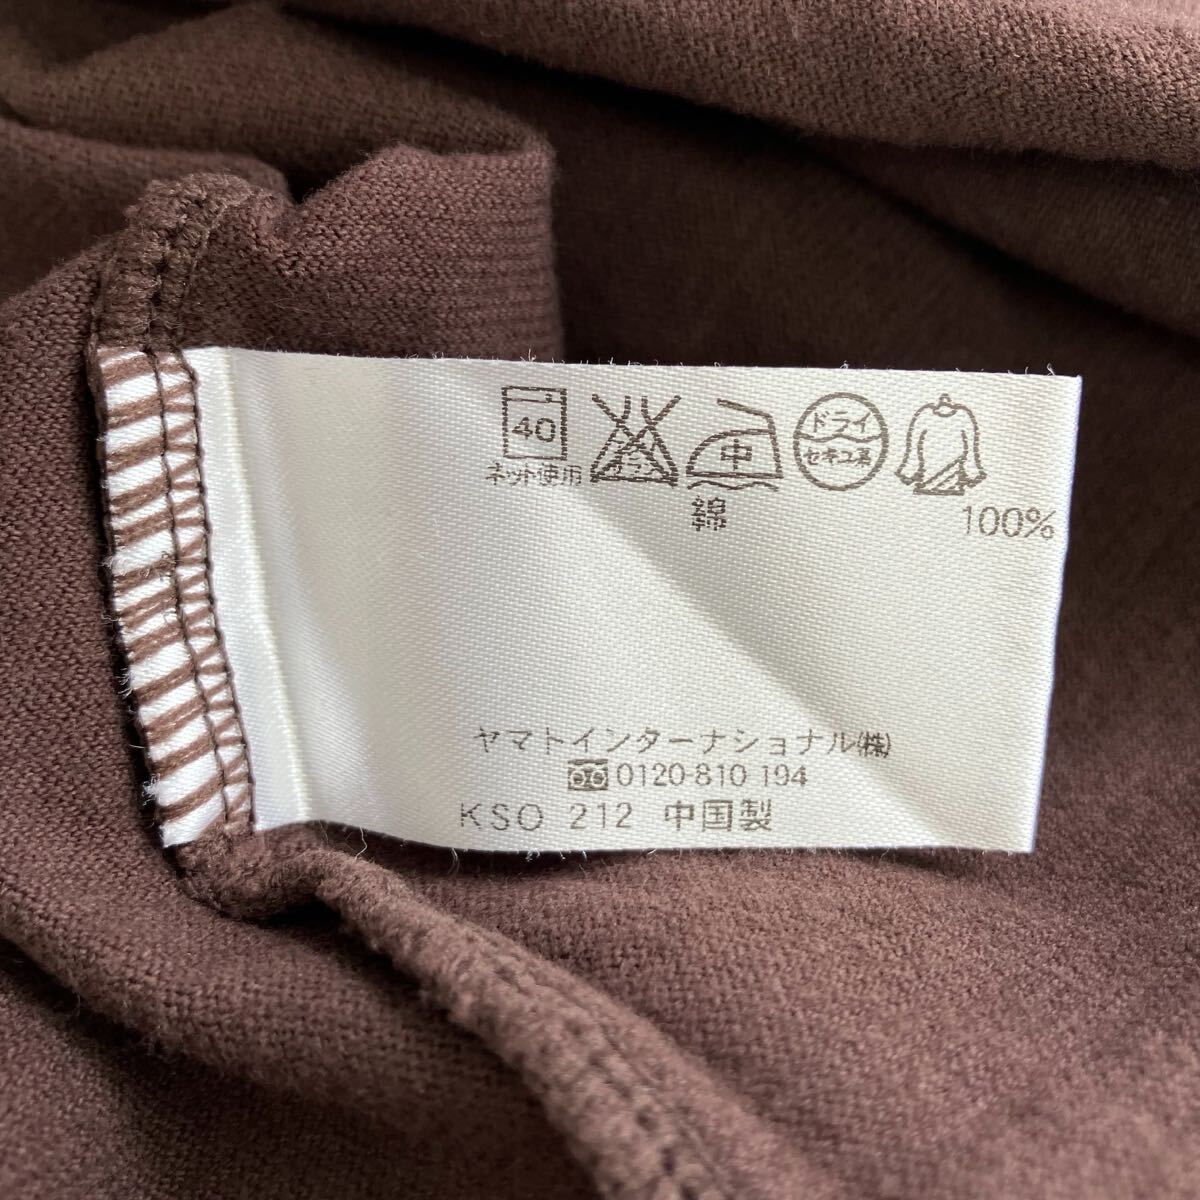 40 中 ドライ セキユ系
ネット使用
綿 100%
ヤマトインターナショナル(株)
0120-810 194
KSO 212 中国製